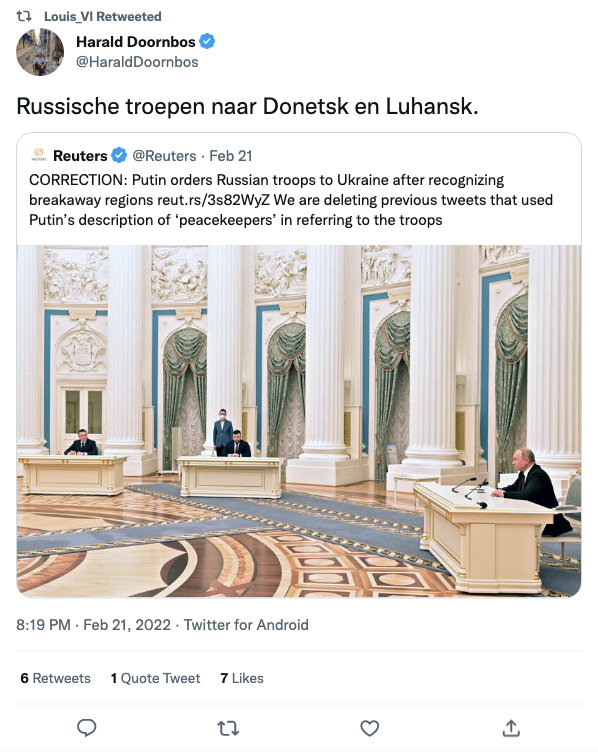 Louis_VI Retweeted
Harald Doornbos
@HaraldDoornbos
Russische troepen naar Donetsk en Luhansk.
Reuters @Reuters · Feb 21
CORRECTION: Putin orders Russian troops to Ukraine after recognizing
breakaway regions reut.rs/3s82WyZ We are deleting previous tweets that used
Putin’s description of ‘peacekeepers’ in referring to the troops
8:19 PM · Feb 21, 2022 · Twitter for Android
6 Retweets 1 Quote Tweet 7 Likes